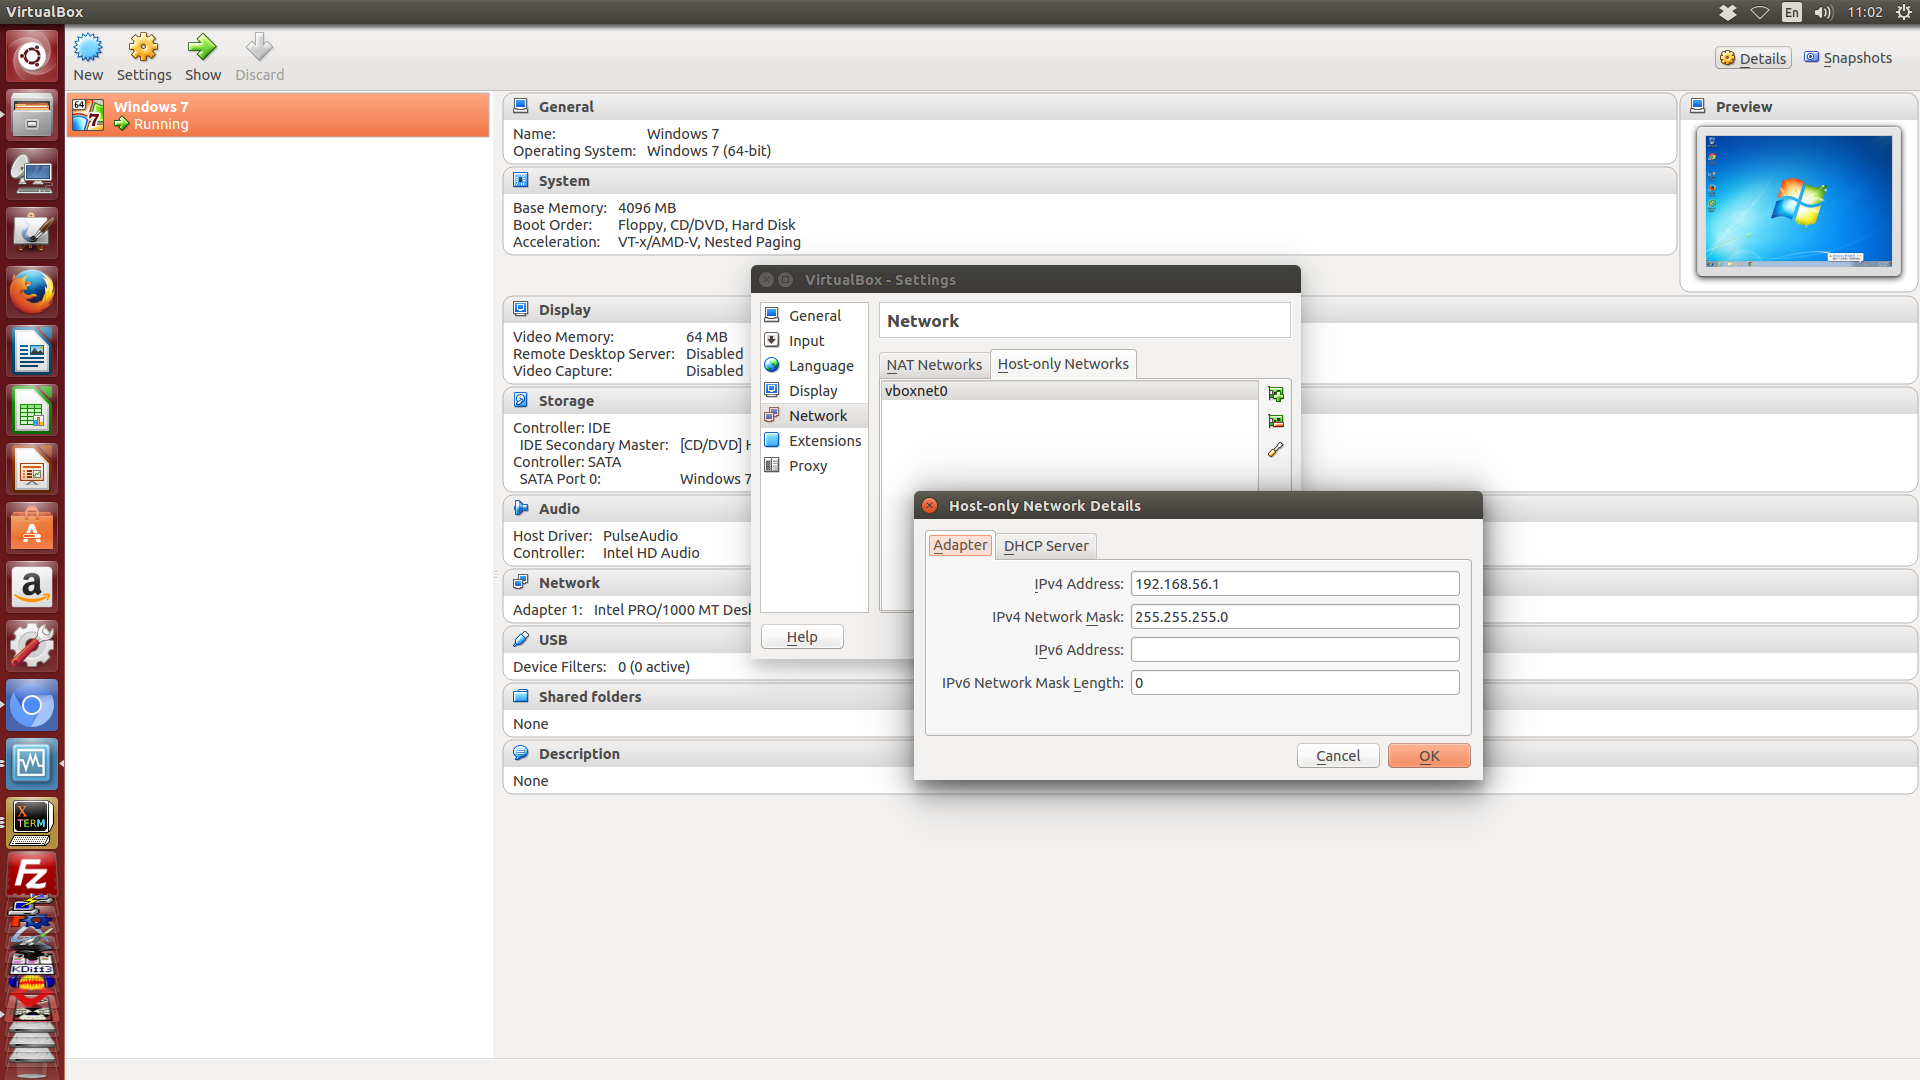 VirtualBox
En
11:02
New
Settings
Show
Discard
Details
Snapshots
64
7
Windows 7
Running
General
Name: Windows 7
Operating System: Windows 7 (64-bit)
System
Base Memory: 4096 MB
Boot Order: Floppy, CD/DVD, Hard Disk
Acceleration: VT-x/AMD-V, Nested Paging
Preview
Display
Video Memory: 64 MB
Remote Desktop Server: Disabled
Video Capture: Disabled
Storage
Controller: IDE
IDE Secondary Master: [CD/DVD]
Controller: SATA
SATA Port 0: Windows 7
Audio
Host Driver: PulseAudio
Controller: Intel HD Audio
Network
Adapter 1: Intel PRO/1000 MT Desk
USB
Device Filters: 0 (0 active)
Shared folders
None
Description
None
VirtualBox - Settings
General
Input
Language
Display
Network
Extensions
Proxy
Help
Network
NAT Networks
Host-only Networks
vboxnet0
Host-only Network Details
Adapter
DHCP Server
IPv4 Address: 192.168.56.1
IPv4 Network Mask: 255.255.255.0
IPv6 Address:
IPv6 Network Mask Length: 0
Cancel
OK
X
TERM
Fz
KDiff3